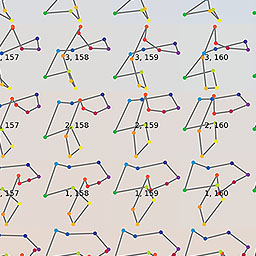 , 157 3, 158 3, 159 3, 160
, 157 2, 158 2, 159 2, 160
, 157 1, 158 1, 159 1, 160